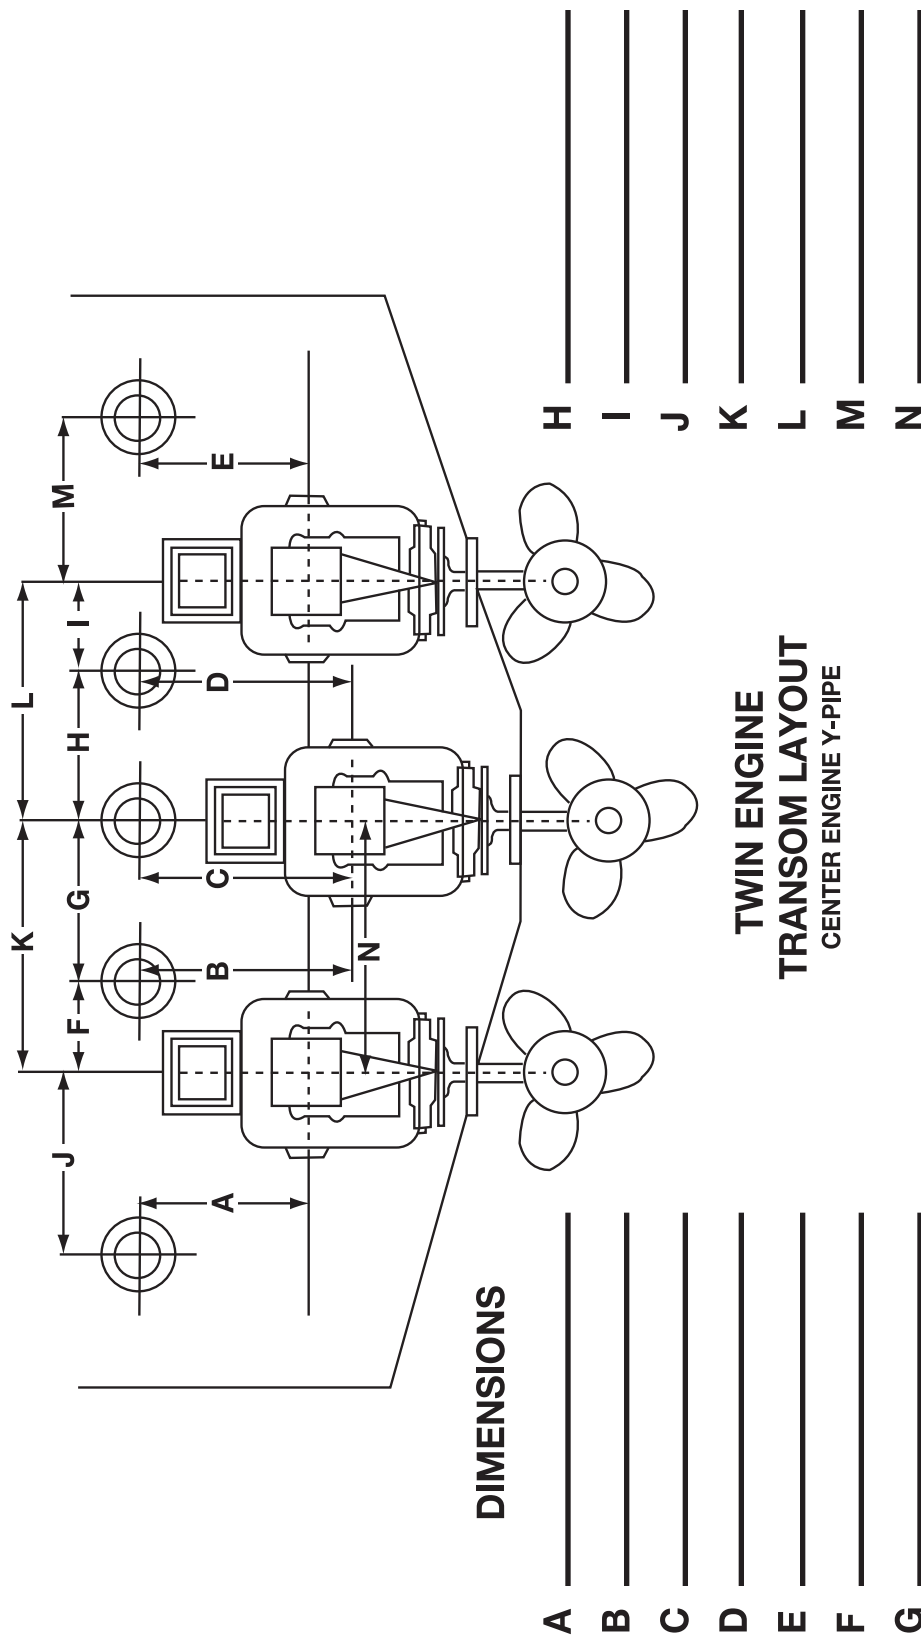 K L
J M
F G H I
A B C D E
N
DIMENSIONS
A
B
C
D
E
F
G
TWIN ENGINE
TRANSOM LAYOUT
CENTER ENGINE Y-PIPE
H
I
J
K
L
M
N